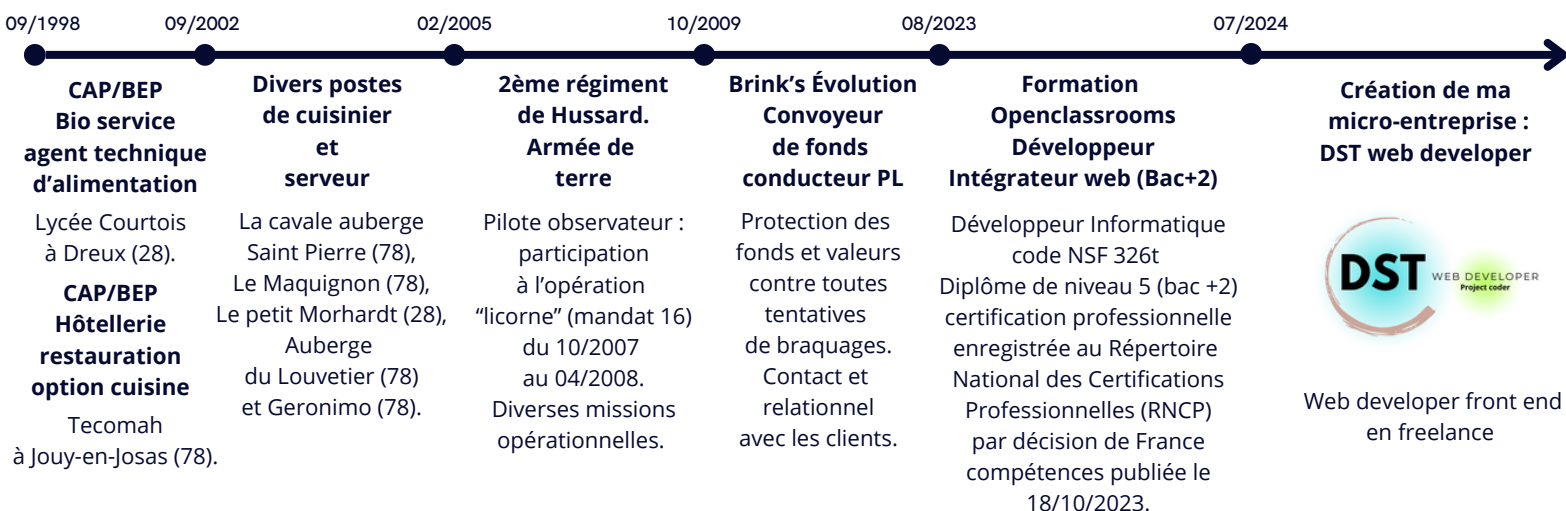 09/1998
09/2002
02/2005
10/2009
08/2023
07/2024
CAP/BEP
Bio service
agent technique
d’alimentation
Lycée Courtois
à Dreux (28).
CAP/BEP
Hôtellerie
restauration
option cuisine
Tecomah
à Jouy-en-Josas (78).
Divers postes
de cuisinier
et
serveur
La cavale auberge
Saint Pierre (78),
Le Maquignon (78),
Le petit Morhardt (28),
Auberge
du Louvetier (78)
et Geronimo (78).
2ème régiment
de Hussard.
Armée de
terre
Pilote observateur :
participation
à l’opération
“licorne” (mandat 16)
du 10/2007
au 04/2008.
Diverses missions
opérationnelles.
Brink’s Évolution
Convoyeur
de fonds
conducteur PL
Protection des
fonds et valeurs
contre toutes
tentatives
de braquages.
Contact et
relationnel
avec les clients.
Formation
Openclassrooms
Développeur
Intégrateur web (Bac+2)
Développeur Informatique
code NSF 326t
Diplôme de niveau 5 (bac +2)
certification professionnelle
enregistrée au Répertoire
National des Certifications
Professionnelles (RNCP)
par décision de France
compétences publiée le
18/10/2023.
Création de ma
micro-entreprise :
DST web developer
DST WEB DEVELOPER
Project coder
Web developer front end
en freelance